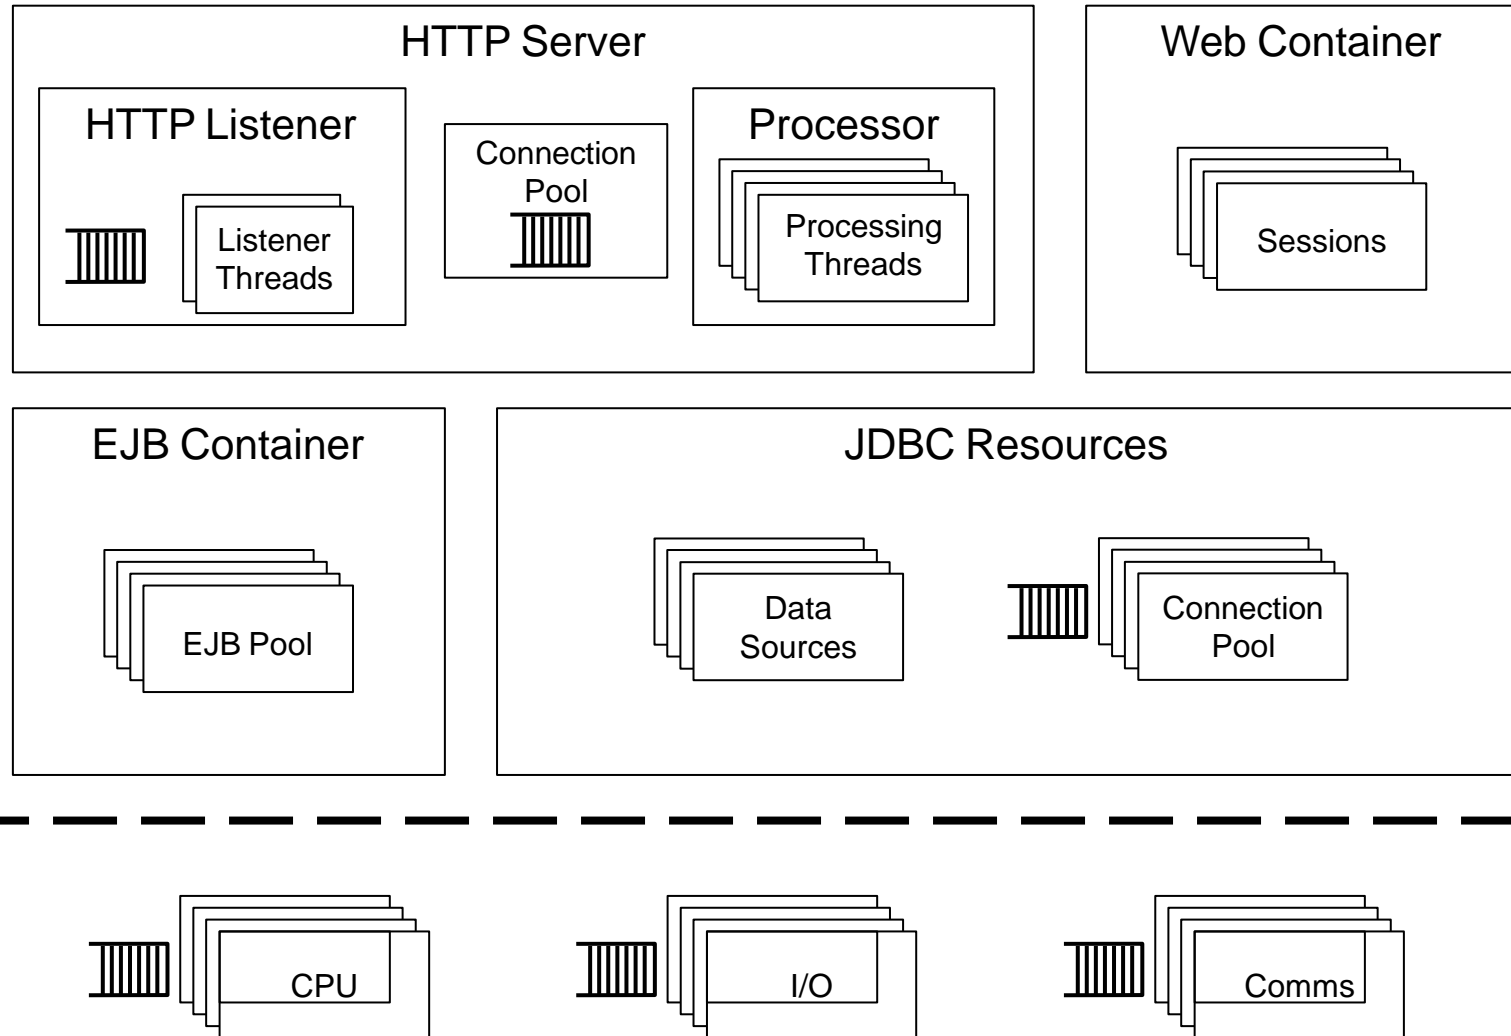 HTTP Server
Web Container
HTTP Listener
Listener
Threads
Connection
Pool
Processor
Processing
Threads
Sessions
EJB Container
EJB Pool
JDBC Resources
Data
Sources
Connection
Pool
CPU
I/O
Comms